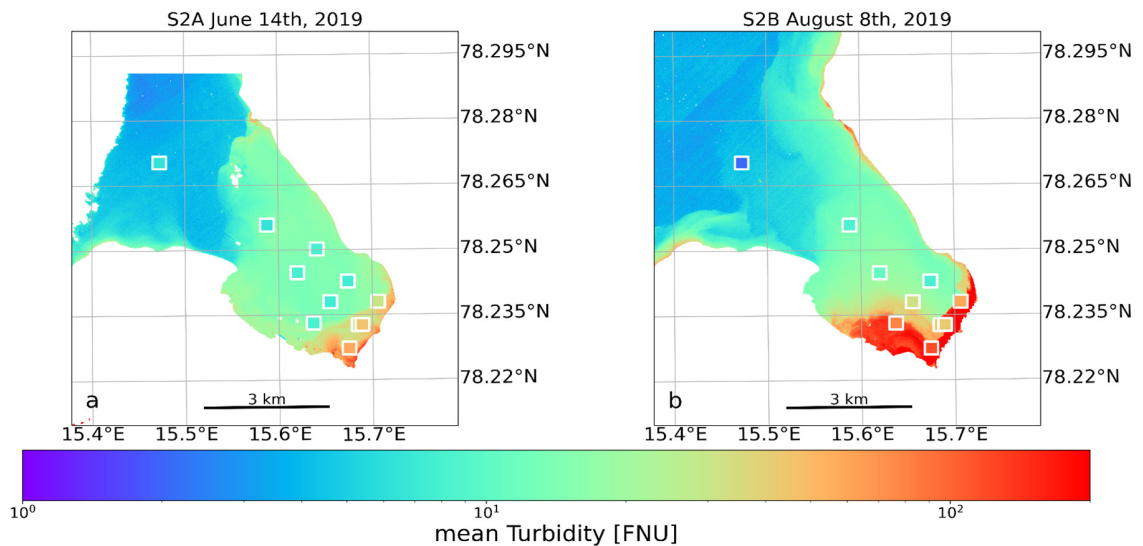 S2A June 14th, 2019
S2B August 8th, 2019
78.295°N
78.28°N
78.265°N
78.25°N
78.235°N
78.22°N
78.295°N
78.28°N
78.265°N
78.25°N
78.235°N
78.22°N
a
3 km
b
3 km
15.4°E 15.5°E 15.6°E 15.7°E
15.4°E 15.5°E 15.6°E 15.7°E
10⁰ 10¹ 10²
mean Turbidity [FNU]